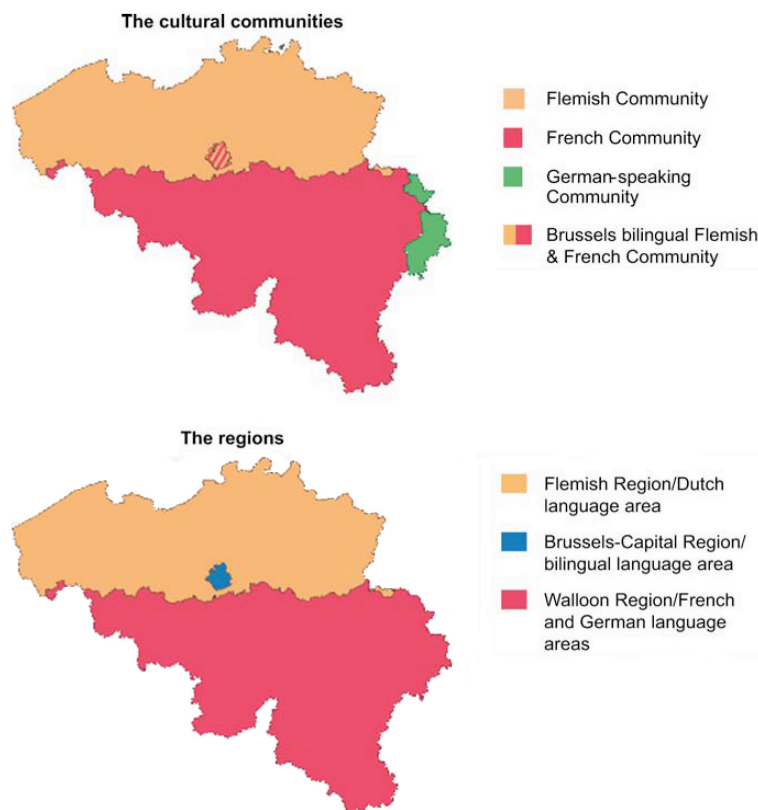 The cultural communities
Flemish Community
French Community
German-speaking
Community
Brussels bilingual Flemish
& French Community
The regions
Flemish Region/Dutch
language area
Brussels-Capital Region/
bilingual language area
Walloon Region/French
and German language
areas